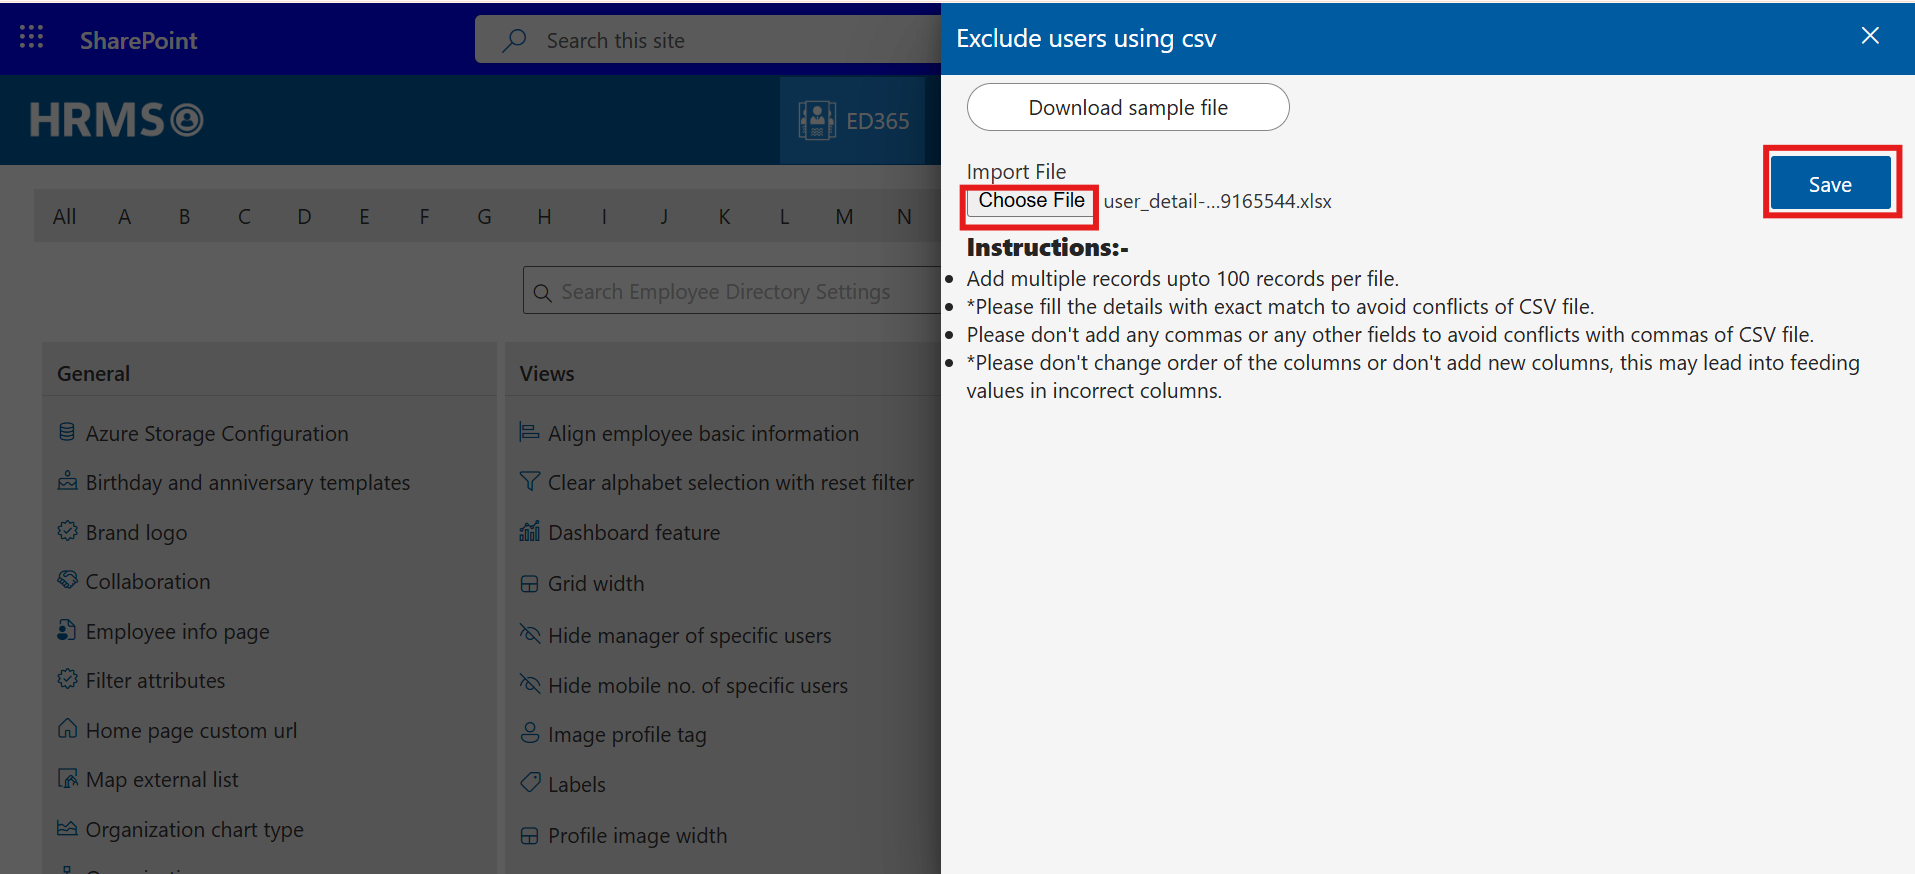 SharePoint
Search this site
Exclude users using csv
HRMS
ED365
Download sample file
Import File
Choose File user_detail-...9165544.xlsx
Save
All A B C D E F G H I J K L M N
Instructions:-
Add multiple records upto 100 records per file.
*Please fill the details with exact match to avoid conflicts of CSV file.
Please don't add any commas or any other fields to avoid conflicts with commas of CSV file.
*Please don't change order of the columns or don't add new columns, this may lead into feeding
values in incorrect columns.
Search Employee Directory Settings
General
Azure Storage Configuration
Birthday and anniversary templates
Brand logo
Collaboration
Employee info page
Filter attributes
Home page custom url
Map external list
Organization chart type
Views
Align employee basic information
Clear alphabet selection with reset filter
Dashboard feature
Grid width
Hide manager of specific users
Hide mobile no. of specific users
Image profile tag
Labels
Profile image width